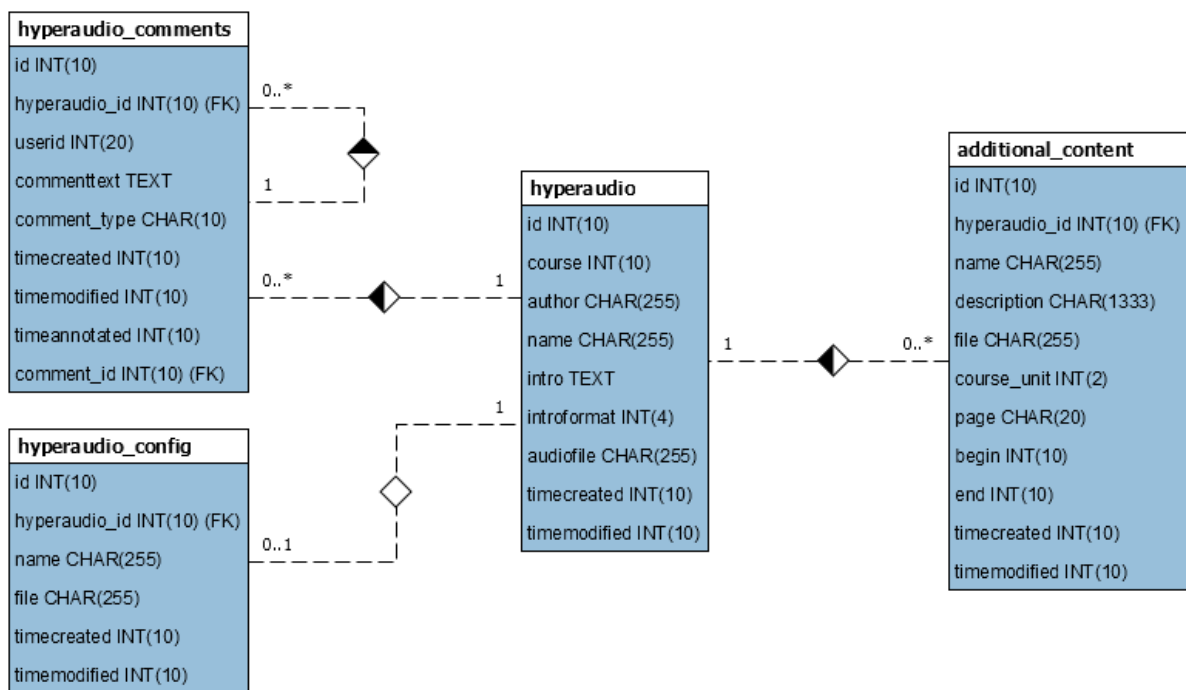 hyperaudio_comments
id INT(10)
hyperaudio_id INT(10) (FK)
userid INT(20)
commenttext TEXT
comment_type CHAR(10)
timecreated INT(10)
timemodified INT(10)
timeannotated INT(10)
comment_id INT(10) (FK)
0..*
1
0..*
1
hyperaudio
id INT(10)
course INT(10)
author CHAR(255)
name CHAR(255)
intro TEXT
introformat INT(4)
audiofile CHAR(255)
timecreated INT(10)
timemodified INT(10)
1
0..*
additional_content
id INT(10)
hyperaudio_id INT(10) (FK)
name CHAR(255)
description CHAR(1333)
file CHAR(255)
course_unit INT(2)
page CHAR(20)
begin INT(10)
end INT(10)
timecreated INT(10)
timemodified INT(10)
hyperaudio_config
id INT(10)
hyperaudio_id INT(10) (FK)
name CHAR(255)
file CHAR(255)
timecreated INT(10)
timemodified INT(10)
1
0..1